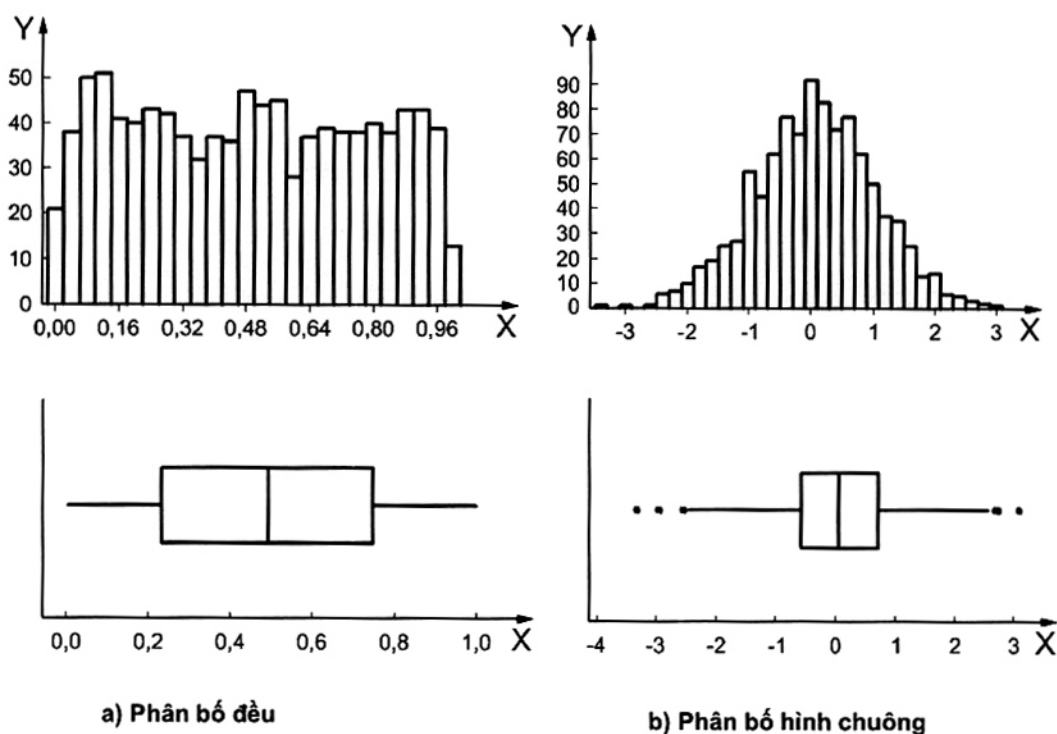 Y
50
40
30
20
10
0
0,00 0,16 0,32 0,48 0,64 0,80 0,96 X
Y
90
80
70
60
50
40
30
20
10
0
-3 -2 -1 0 1 2 3 X
0,0 0,2 0,4 0,6 0,8 1,0 X
-4 -3 -2 -1 0 1 2 3 X
a) Phân bố đều
b) Phân bố hình chuông